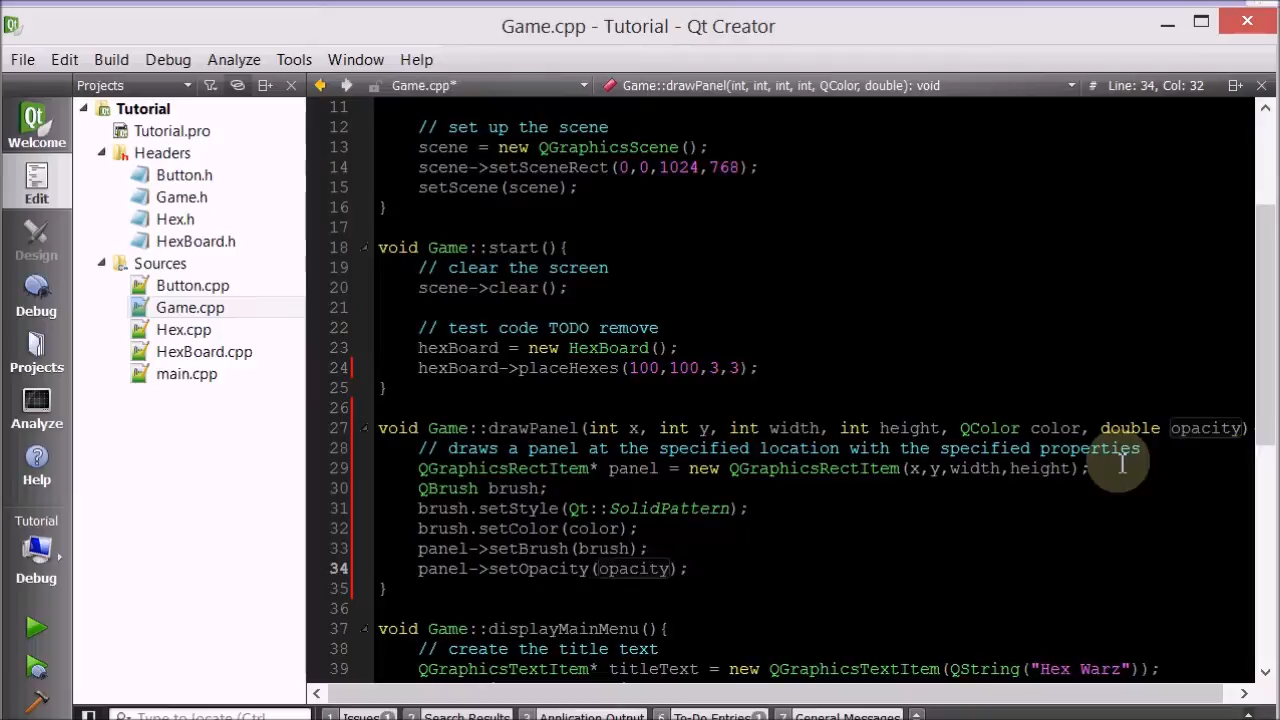 Game.cpp - Tutorial - Qt Creator
File Edit Build Debug Analyze Tools Window Help
Projects
Game.cpp*
Game::drawPanel(int, int, int, int, QColor, double): void
# Line: 34, Col: 32
Welcome
Edit
Design
Debug
Projects
Analyze
Help
Tutorial
Debug
Tutorial
Tutorial.pro
Headers
Button.h
Game.h
Hex.h
HexBoard.h
Sources
Button.cpp
Game.cpp
Hex.cpp
HexBoard.cpp
main.cpp
11
12 // set up the scene
13 scene = new QGraphicsScene();
14 scene->setSceneRect(0,0,1024,768);
15 setScene(scene);
16 }
17
18 void Game::start(){
19 // clear the screen
20 scene->clear();
21
22 // test code TODO remove
23 hexBoard = new HexBoard();
24 hexBoard->placeHexes(100,100,3,3);
25 }
26
27 void Game::drawPanel(int x, int y, int width, int height, QColor color, double opacity)
28 // draws a panel at the specified location with the specified properties
29 QGraphicsRectItem* panel = new QGraphicsRectItem(x,y,width,height);
30 QBrush brush;
31 brush.setStyle(Qt::SolidPattern);
32 brush.setColor(color);
33 panel->setBrush(brush);
34 panel->setOpacity(opacity);
35 }
36
37 void Game::displayMainMenu(){
38 // create the title text
39 QGraphicsTextItem* titleText = new QGraphicsTextItem(QString("Hex Warz"));
Type to locate (Ctrl
1 Issues 2 Search Results 3 Application Output 6 To-Do Entries 7 General Messages